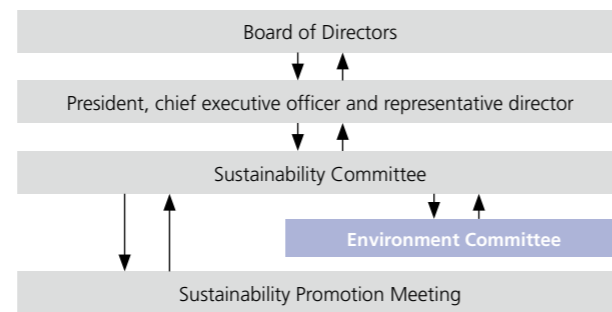 Board of Directors
President, chief executive officer and representative director
Sustainability Committee
Environment Committee
Sustainability Promotion Meeting